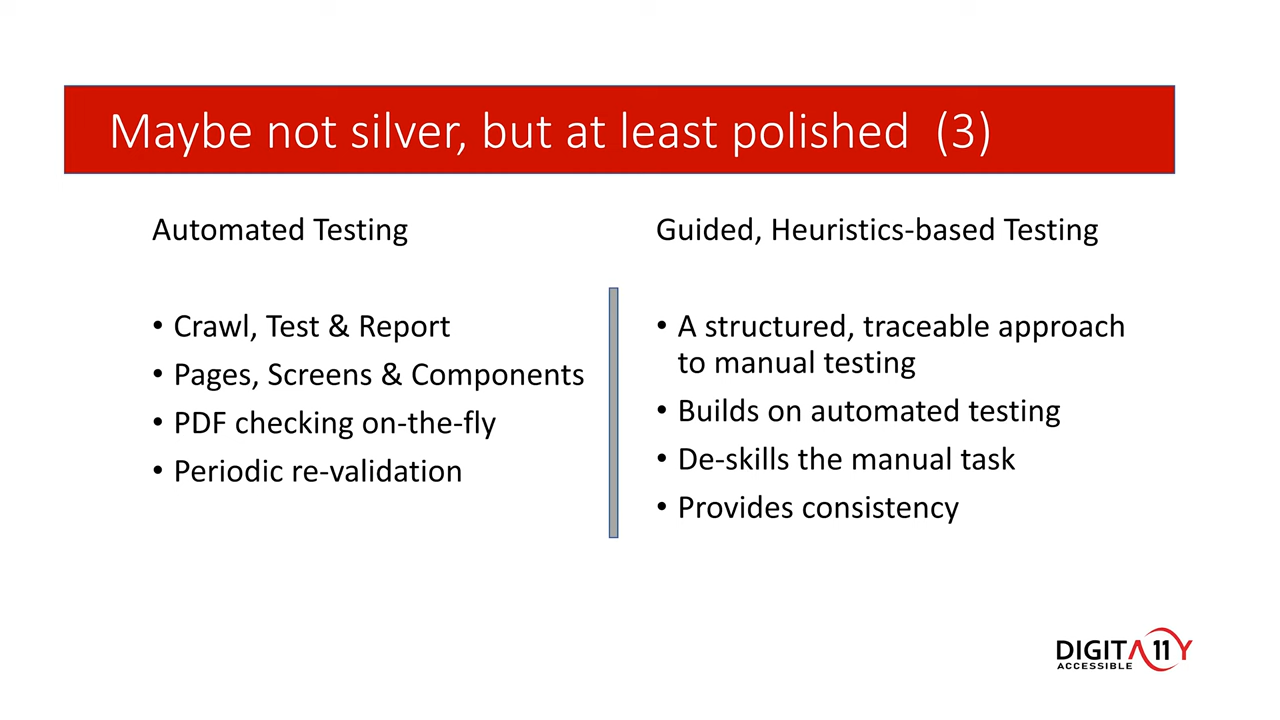 Maybe not silver, but at least polished (3)
Automated Testing
• Crawl, Test & Report
• Pages, Screens & Components
• PDF checking on-the-fly
• Periodic re-validation
Guided, Heuristics-based Testing
• A structured, traceable approach
to manual testing
• Builds on automated testing
• De-skills the manual task
• Provides consistency
DIGITA11Y
ACCESSIBLE